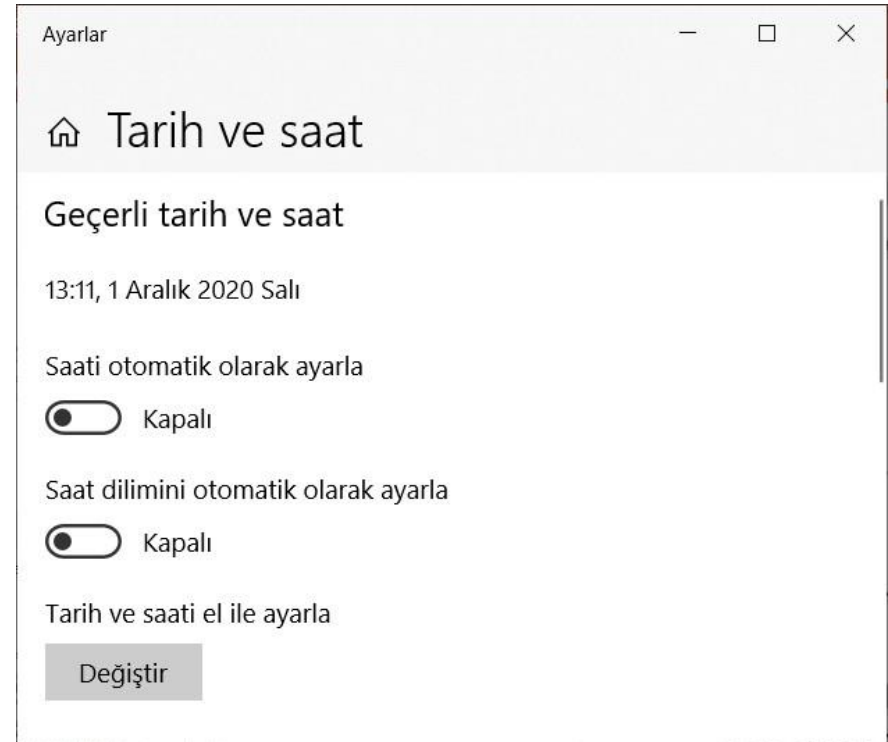 Ayarlar
Tarih ve saat
Geçerli tarih ve saat
13:11, 1 Aralık 2020 Salı
Saati otomatik olarak ayarla
Kapalı
Saat dilimini otomatik olarak ayarla
Kapalı
Tarih ve saati el ile ayarla
Değiştir